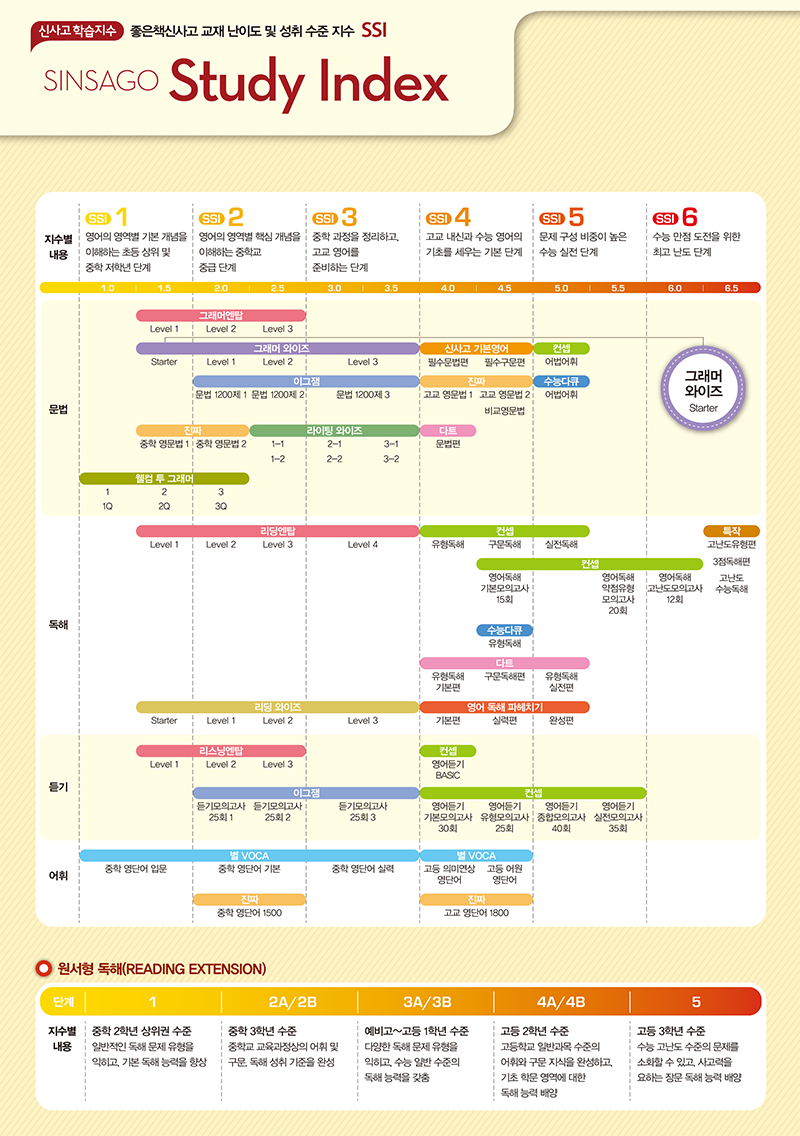 신사고 학습지수 좋은책신사고 교재 난이도 및 성취 수준 지수 SSI
SINSAGO Study Index
지수별
내용
SSI 1
영어의 영역별 기본 개념을
이해하는 초등 상위 및
중학 저학년 단계
SSI 2
영어의 영역별 핵심 개념을
이해하는 중학교
중급 단계
SSI 3
중학 과정을 정리하고,
고교 영어를
준비하는 단계
SSI 4
고교 내신과 수능 영어의
기초를 세우는 기본 단계
SSI 5
문제 구성 비중이 높은
수능 실전 단계
SSI 6
수능 만점 도전을 위한
최고 난도 단계
1.0 1.5 2.0 2.5 3.0 3.5 4.0 4.5 5.0 5.5 6.0 6.5
문법
그래머엔탑
Level 1 Level 2 Level 3
그래머 와이즈
Starter Level 1 Level 2 Level 3
신사고 기본영어
필수문법편 필수구문편
컨셉
어법어휘
그래머
와이즈
Starter
이그잼
문법 1200제 1 문법 1200제 2 문법 1200제 3
진짜
고교 영문법 1 고교 영문법 2
비교영문법
수능다큐
어법어휘
진짜
중학 영문법 1 중학 영문법 2
라이팅 와이즈
1-1 2-1 3-1
1-2 2-2 3-2
다트
문법편
웰컴 투 그래머
1 2 3
1Q 2Q 3Q
독해
리딩엔탑
Level 1 Level 2 Level 3 Level 4
컨셉
유형독해 구문독해 실전독해
특작
고난도유형편
3점독해편
고난도
수능독해
컨셉
영어독해
기본모의고사
15회
영어독해
약점유형
모의고사
20회
영어독해
고난도모의고사
12회
수능다큐
유형독해
다트
유형독해
기본편
구문독해편
유형독해
실전편
리딩 와이즈
Starter Level 1 Level 2 Level 3
영어 독해 파헤치기
기본편 실력편 완성편
듣기
리스닝엔탑
Level 1 Level 2 Level 3
컨셉
영어듣기
BASIC
이그잼
듣기모의고사
25회 1
듣기모의고사
25회 2
듣기모의고사
25회 3
컨셉
영어듣기
기본모의고사
30회
영어듣기
유형모의고사
25회
영어듣기
종합모의고사
40회
영어듣기
실전모의고사
35회
어휘
별 VOCA
중학 영단어 입문 중학 영단어 기본 중학 영단어 실력
별 VOCA
고등 의미연상
영단어
고등 어원
영단어
진짜
중학 영단어 1500
진짜
고교 영단어 1800
원서형 독해(READING EXTENSION)
단계 1 2A/2B 3A/3B 4A/4B 5
지수별
내용
중학 2학년 상위권 수준
일반적인 독해 문제 유형을
익히고, 기본 독해 능력을 향상
중학 3학년 수준
중학교 교육과정상의 어휘 및
구문, 독해 성취 기준을 완성
예비고~고등 1학년 수준
다양한 독해 문제 유형을
익히고, 수능 일반 수준의
독해 능력을 갖춤
고등 2학년 수준
고등학교 일반과목 수준의
어휘와 구문 지식을 완성하고,
기초 학문 영역에 대한
독해 능력 배양
고등 3학년 수준
수능 고난도 수준의 문제를
소화할 수 있고, 사고력을
요하는 장문 독해 능력 배양